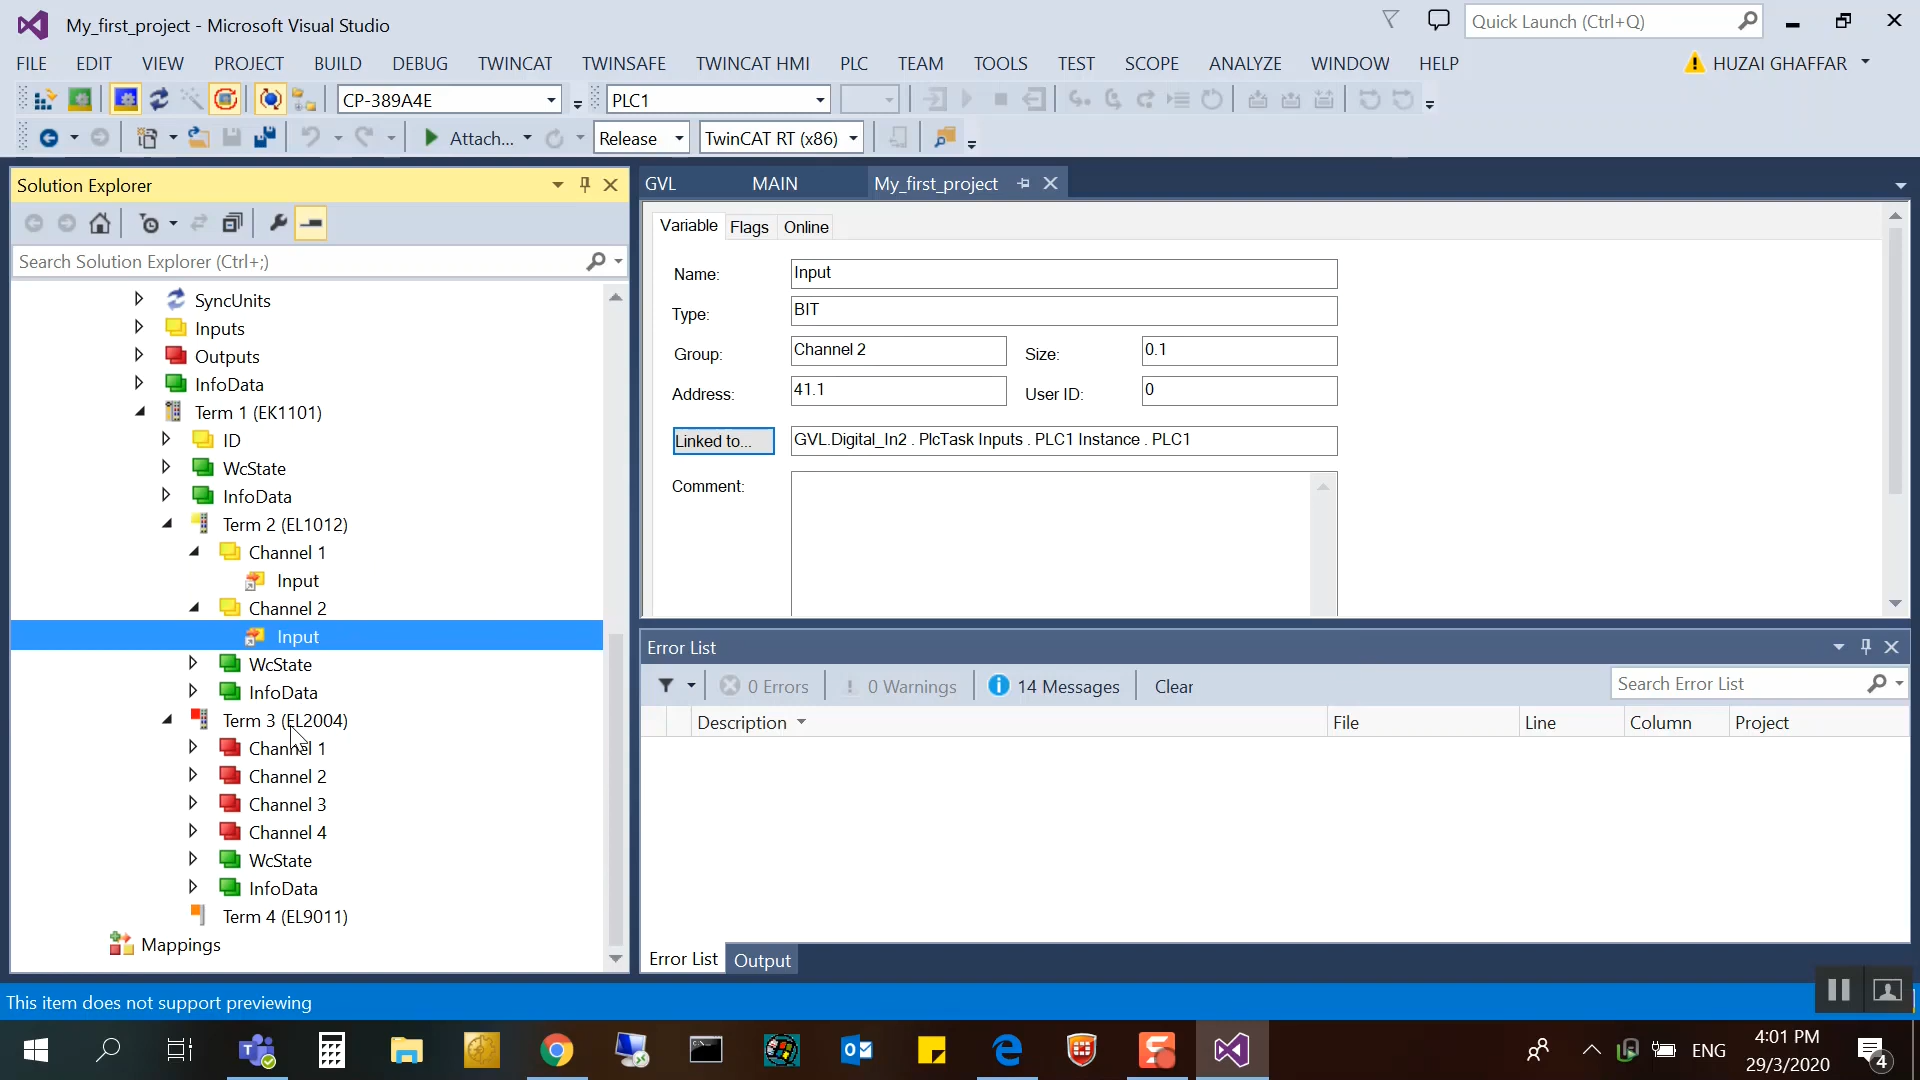 My_first_project - Microsoft Visual Studio
Quick Launch (Ctrl+Q)
FILE EDIT VIEW PROJECT BUILD DEBUG TWINCAT TWINSAFE TWINCAT HMI PLC TEAM TOOLS TEST SCOPE ANALYZE WINDOW HELP
HUZAI GHAFFAR
CP-389A4E
PLC1
Attach...
Release
TwinCAT RT (x86)
Solution Explorer
Search Solution Explorer (Ctrl+;)
SyncUnits
Inputs
Outputs
InfoData
Term 1 (EK1101)
ID
WcState
InfoData
Term 2 (EL1012)
Channel 1
Input
Channel 2
Input
WcState
InfoData
Term 3 (EL2004)
Channel 1
Channel 2
Channel 3
Channel 4
WcState
InfoData
Term 4 (EL9011)
Mappings
GVL MAIN My_first_project
Variable Flags Online
Name: Input
Type: BIT
Group: Channel 2 Size: 0.1
Address: 41.1 User ID: 0
Linked to... GVL.Digital_In2 . PlcTask Inputs . PLC1 Instance . PLC1
Comment:
Error List
0 Errors 0 Warnings 14 Messages Clear
Search Error List
Description File Line Column Project
Error List Output
This item does not support previewing
ENG
4:01 PM
29/3/2020
4